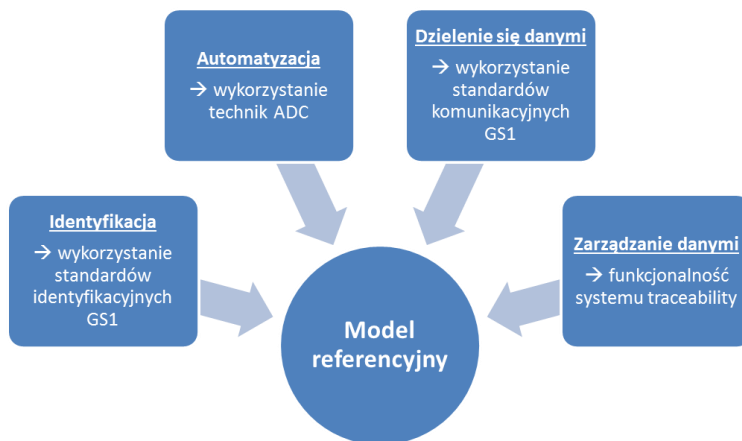 Automatyzacja
→ wykorzystanie
technik ADC
Dzielenie się danymi
→ wykorzystanie
standardów
komunikacyjnych
GS1
Identyfikacja
→ wykorzystanie
standardów
identyfikacyjnych
GS1
Zarządzanie danymi
→ funkcjonalność
systemu traceability
Model
referencyjny